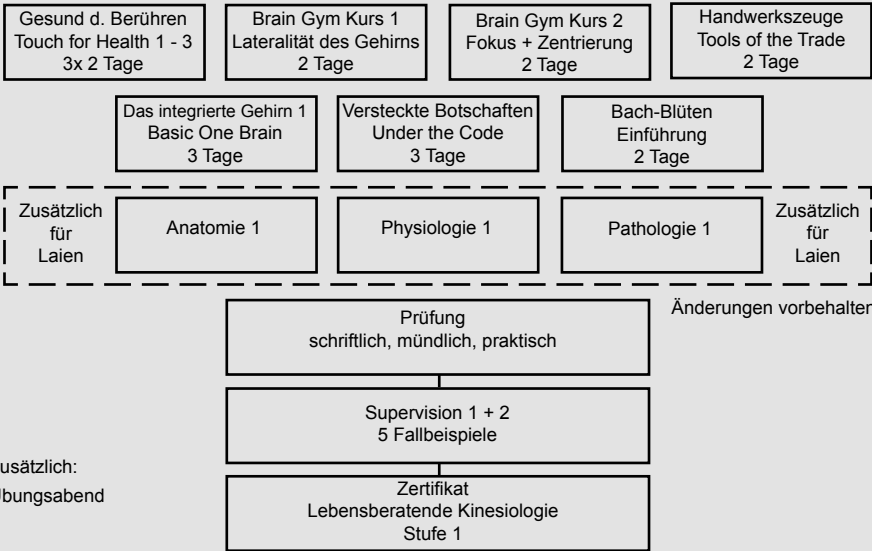 Gesund d. Berühren
Touch for Health 1 - 3
3x 2 Tage
Brain Gym Kurs 1
Lateralität des Gehirns
2 Tage
Brain Gym Kurs 2
Fokus + Zentrierung
2 Tage
Handwerkszeuge
Tools of the Trade
2 Tage
Das integrierte Gehirn 1
Basic One Brain
3 Tage
Versteckte Botschaften
Under the Code
3 Tage
Bach-Blüten
Einführung
2 Tage
Zusätzlich
für
Laien
Anatomie 1
Physiologie 1
Pathologie 1
Zusätzlich
für
Laien
Änderungen vorbehalten
Prüfung
schriftlich, mündlich, praktisch
Supervision 1 + 2
5 Fallbeispiele
usätzlich:
Übungsabend
Zertifikat
Lebensberatende Kinesiologie
Stufe 1